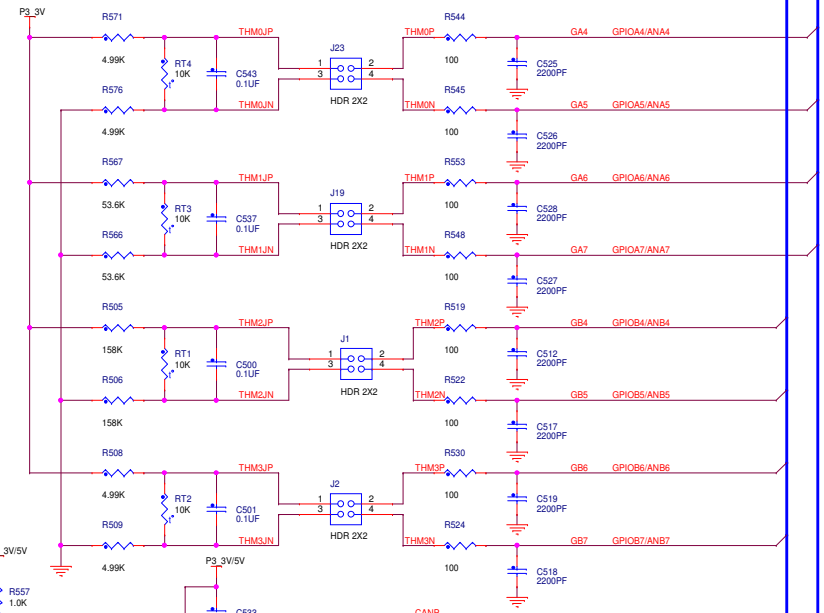 P3_3V
R571
4.99K
RT4
10K
t°
C543
0.1UF
THM0JP
J23
1 2
3 4
HDR 2X2
THM0P
R544
100
GA4 GPIOA4/ANA4
C525
2200PF
R576
4.99K
THM0JN
THM0N
R545
100
GA5 GPIOA5/ANA5
C526
2200PF
R567
53.6K
RT3
10K
t°
C537
0.1UF
THM1JP
J19
1 2
3 4
HDR 2X2
THM1P
R553
100
GA6 GPIOA6/ANA6
C528
2200PF
R566
53.6K
THM1JN
THM1N
R548
100
GA7 GPIOA7/ANA7
C527
2200PF
R505
158K
RT1
10K
t°
C500
0.1UF
THM2JP
J1
1 2
3 4
HDR 2X2
THM2P
R519
100
GB4 GPIOB4/ANB4
C512
2200PF
R506
158K
THM2JN
THM2N
R522
100
GB5 GPIOB5/ANB5
C517
2200PF
R508
4.99K
RT2
10K
t°
C501
0.1UF
THM3JP
J2
1 2
3 4
HDR 2X2
THM3P
R530
100
GB6 GPIOB6/ANB6
C519
2200PF
R509
4.99K
THM3JN
THM3N
R524
100
GB7 GPIOB7/ANB7
C518
2200PF
_3V/5V
P3_3V/5V
R557
1.0K